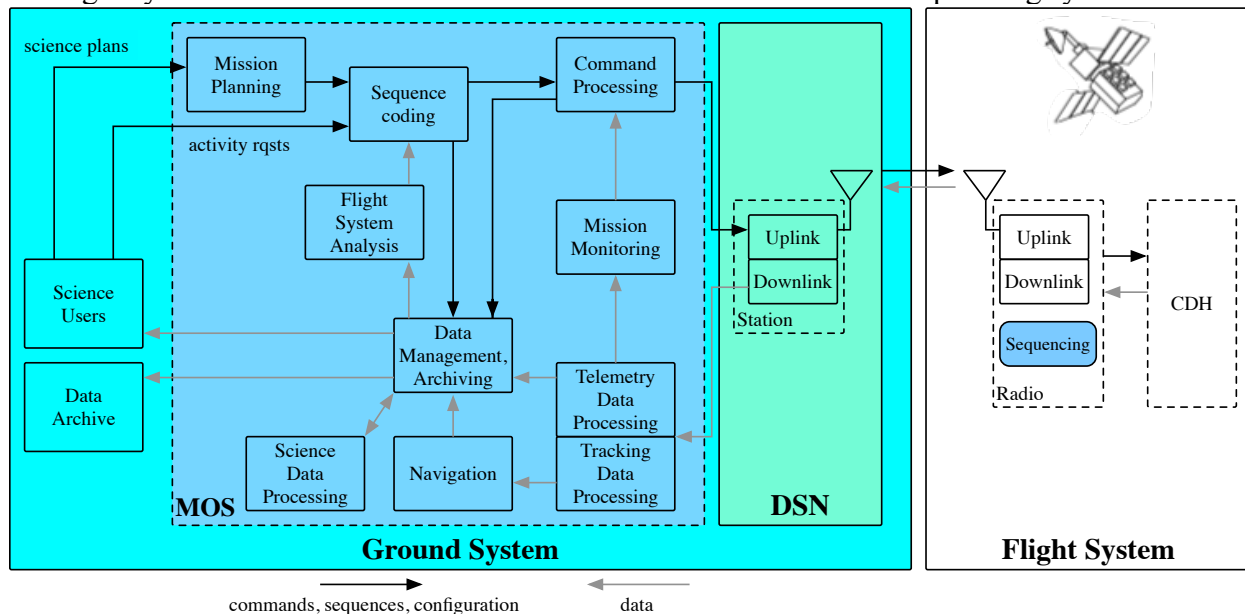 science plans
Mission
Planning
Sequence
coding
Command
Processing
activity rqsts
Flight
System
Analysis
Mission
Monitoring
Uplink
Downlink
Station
Uplink
Downlink
Sequencing
Radio
CDH
Science
Users
Data
Archive
Data
Management,
Archiving
Telemetry
Data
Processing
Tracking
Data
Processing
Science
Data
Processing
Navigation
MOS
DSN
Ground System
Flight System
commands, sequences, configuration
data